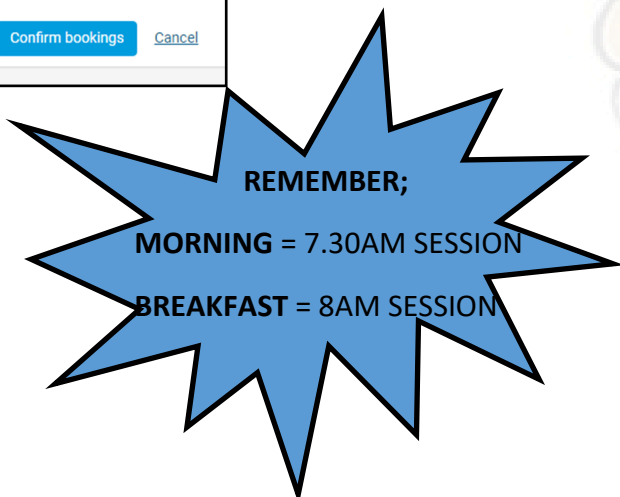 Confirm bookings Cancel
REMEMBER;
MORNING = 7.30AM SESSION
BREAKFAST = 8AM SESSION